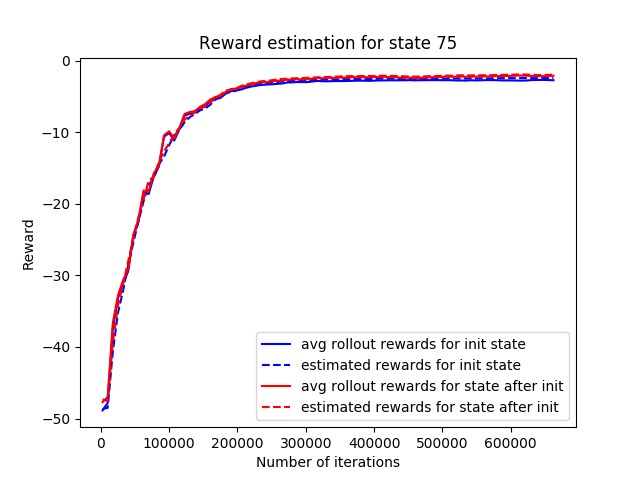 Reward estimation for state 75
Reward
0
−10
−20
−30
−40
−50
avg rollout rewards for init state
estimated rewards for init state
avg rollout rewards for state after init
estimated rewards for state after init
0 100000 200000 300000 400000 500000 600000
Number of iterations